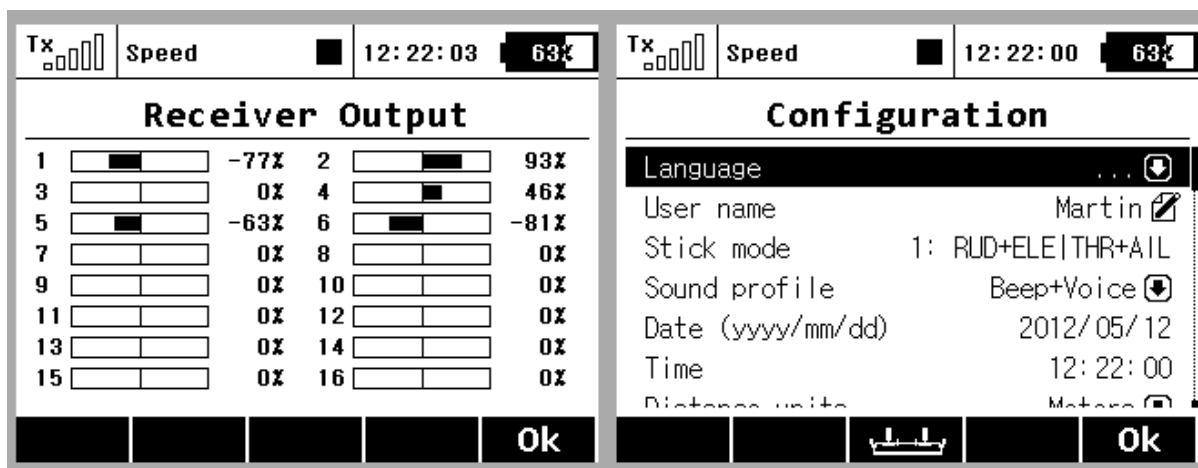 Tx Speed 12:22:03 63%
Receiver Output
1 -77% 2 93%
3 0% 4 46%
5 -63% 6 -81%
7 0% 8 0%
9 0% 10 0%
11 0% 12 0%
13 0% 14 0%
15 0% 16 0%
Ok
Tx Speed 12:22:00 63%
Configuration
Language ...
User name Martin
Stick mode 1: RUD+ELE|THR+AIL
Sound profile Beep+Voice
Date (yyyy/mm/dd) 2012/05/12
Time 12:22:00
Distance units Meters
Ok